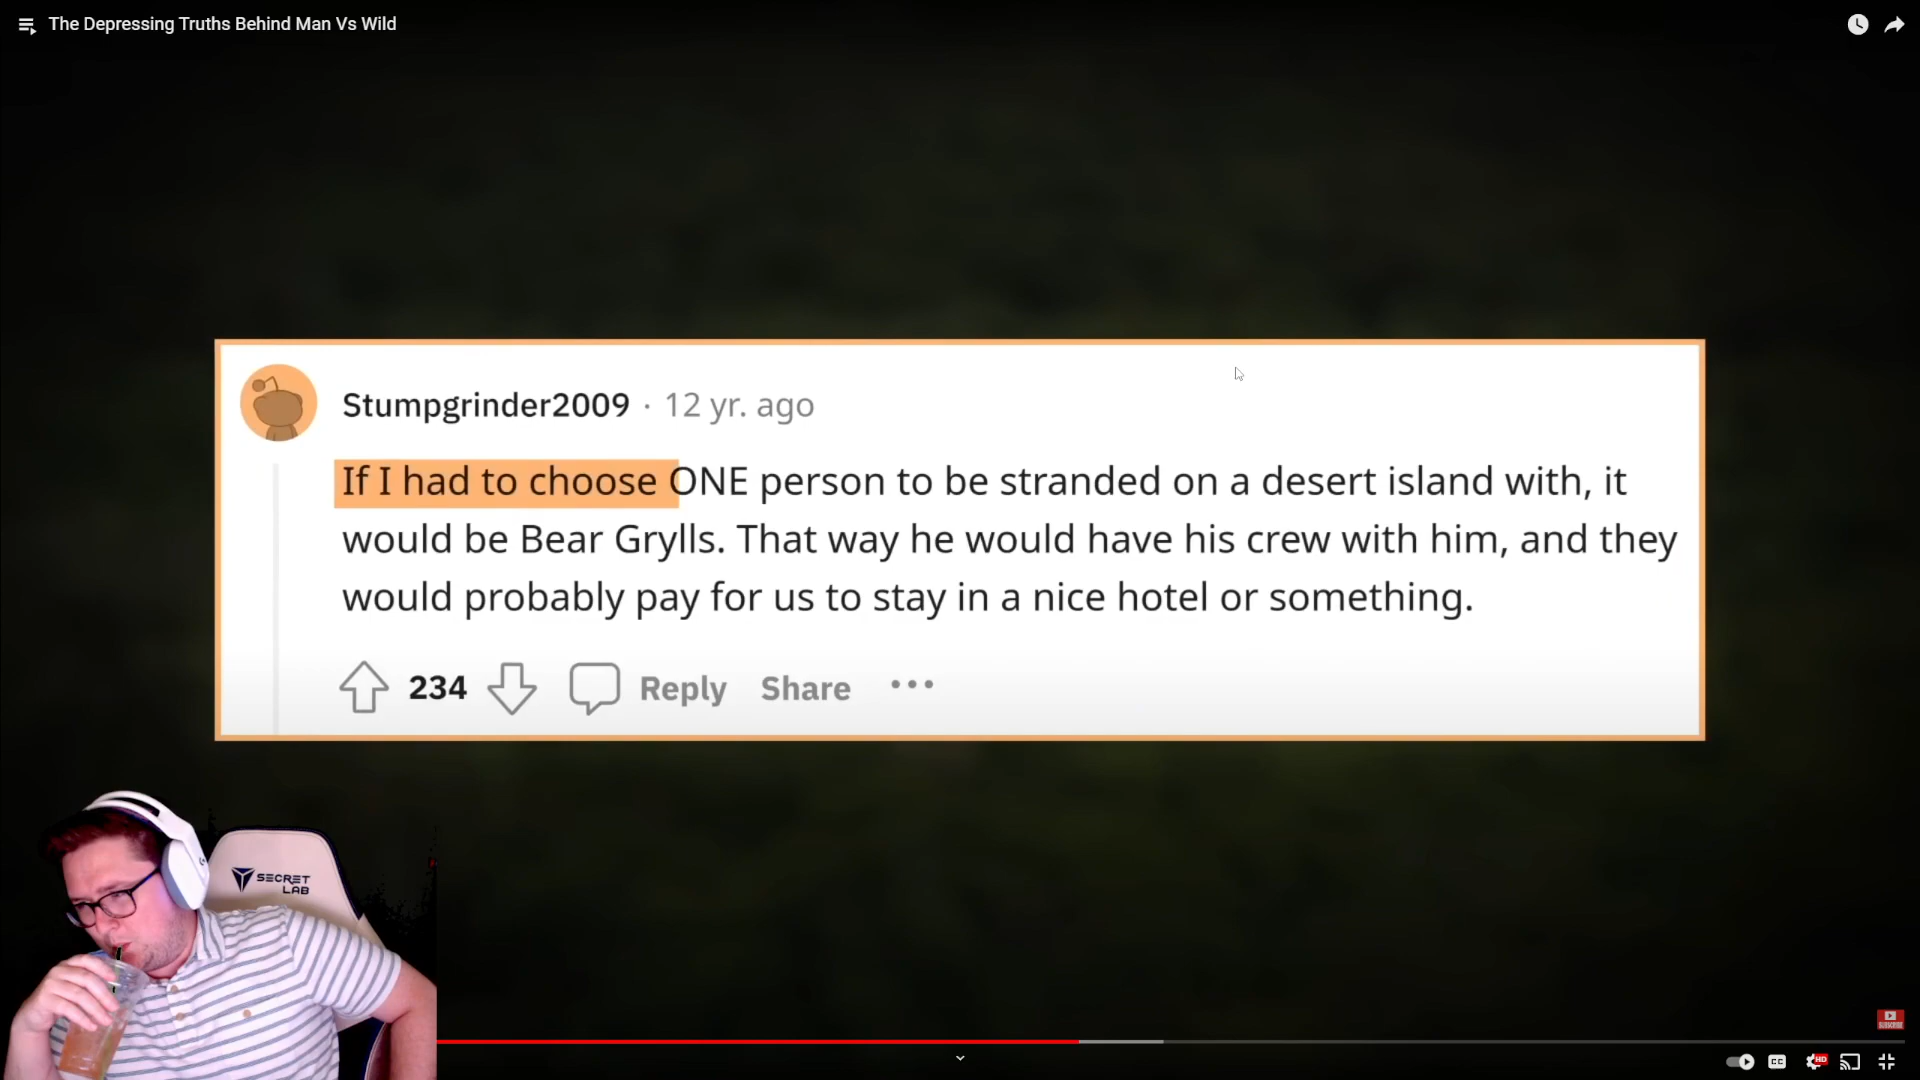 The Depressing Truths Behind Man Vs Wild
Stumpgrinder2009 · 12 yr. ago
If I had to choose ONE person to be stranded on a desert island with, it
would be Bear Grylls. That way he would have his crew with him, and they
would probably pay for us to stay in a nice hotel or something.
234 Reply Share •••
SECRET
LAB
SUBSCRIBE
CC HD